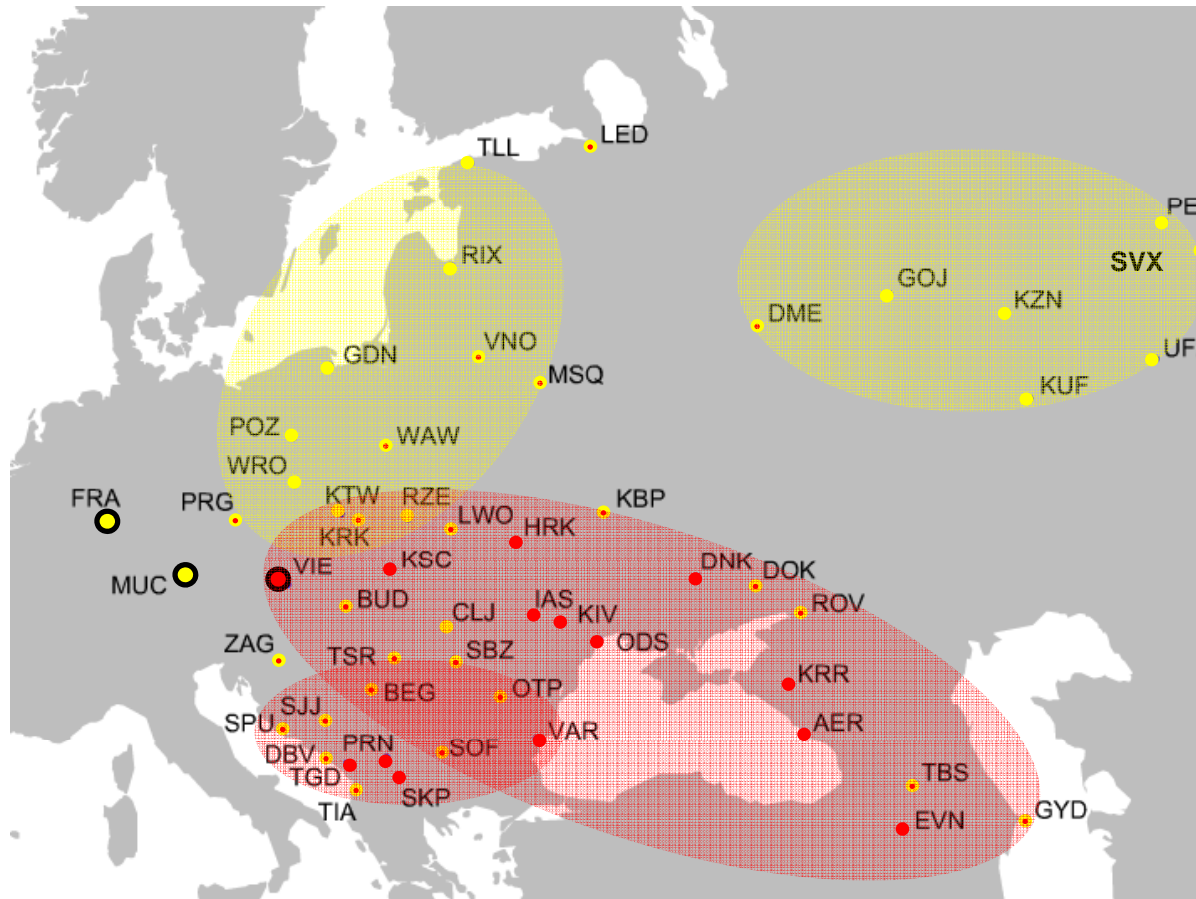 LED
TLL
PE
RIX
SVX
GOJ
KZN
DME
VNO
GDN
UF
MSQ
KUF
POZ
WAW
WRO
FRA
PRG
KTW
RZE
KBP
LWO
HRK
KRK
VIE
KSC
DNK
DOK
MUC
BUD
IAS
ROV
CLJ
KIV
ODS
ZAG
TSR
SBZ
KRR
BEG
OTP
SJJ
SPU
AER
VAR
PRN
DBV
SOF
TGD
TBS
SKP
TIA
GYD
EVN